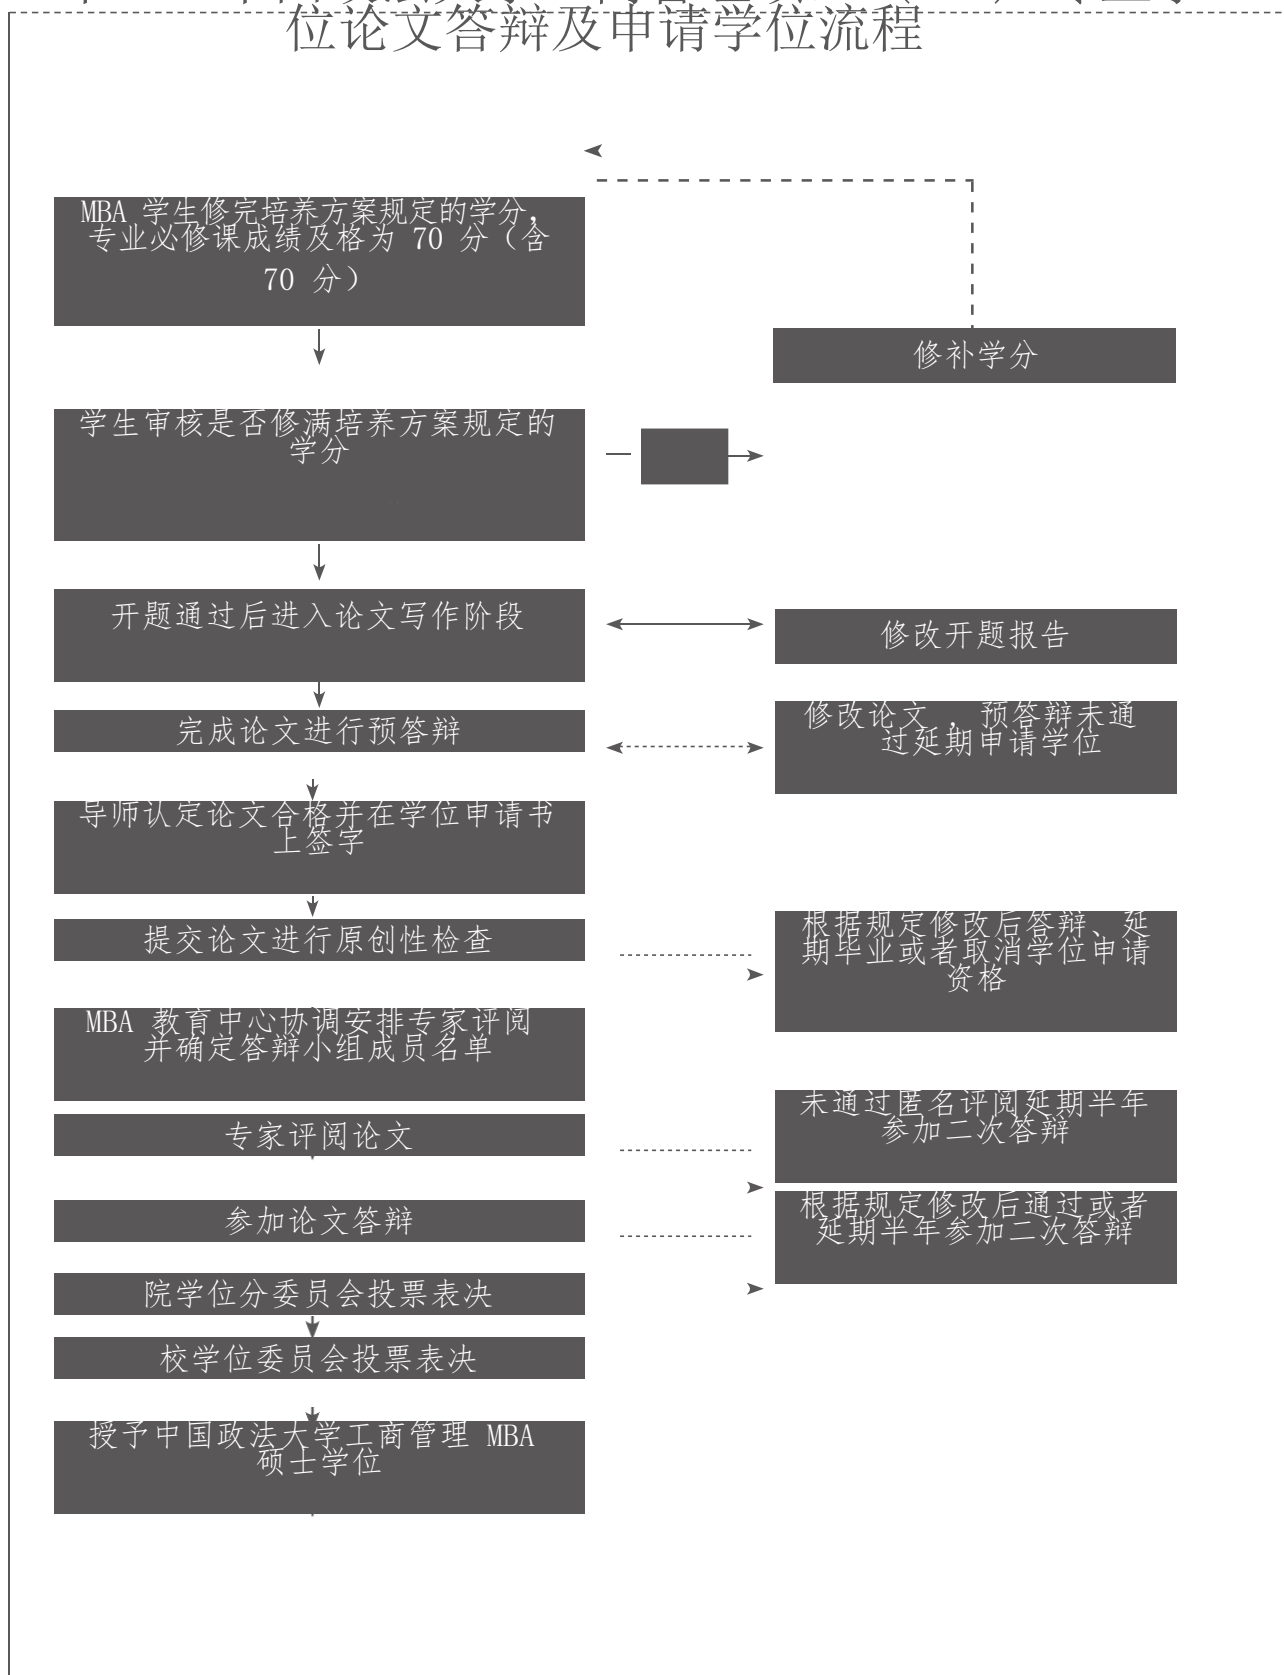 位论文答辩及申请学位流程
MBA 学生修完培养方案规定的学分，
专业必修课成绩及格为 70 分（含
70 分）
修补学分
学生审核是否修满培养方案规定的
学分
开题通过后进入论文写作阶段
修改开题报告
完成论文进行预答辩
修改论文 ，预答辩未通
过延期申请学位
导师认定论文合格并在学位申请书
上签字
提交论文进行原创性检查
根据规定修改后答辩、延
期毕业或者取消学位申请
资格
MBA 教育中心协调安排专家评阅
并确定答辩小组成员名单
专家评阅论文
未通过匿名评阅延期半年
参加二次答辩
参加论文答辩
根据规定修改后通过或者
延期半年参加二次答辩
院学位分委员会投票表决
校学位委员会投票表决
授予中国政法大学工商管理 MBA
硕士学位